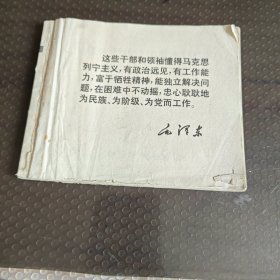 这些干部和领袖懂得马克思
列宁主义，有政治远见，有工作能
力，富于牺牲精神，能独立解决问
题，在困难中不动摇，忠心耿耿地
为民族、为阶级、为党而工作。
毛泽东